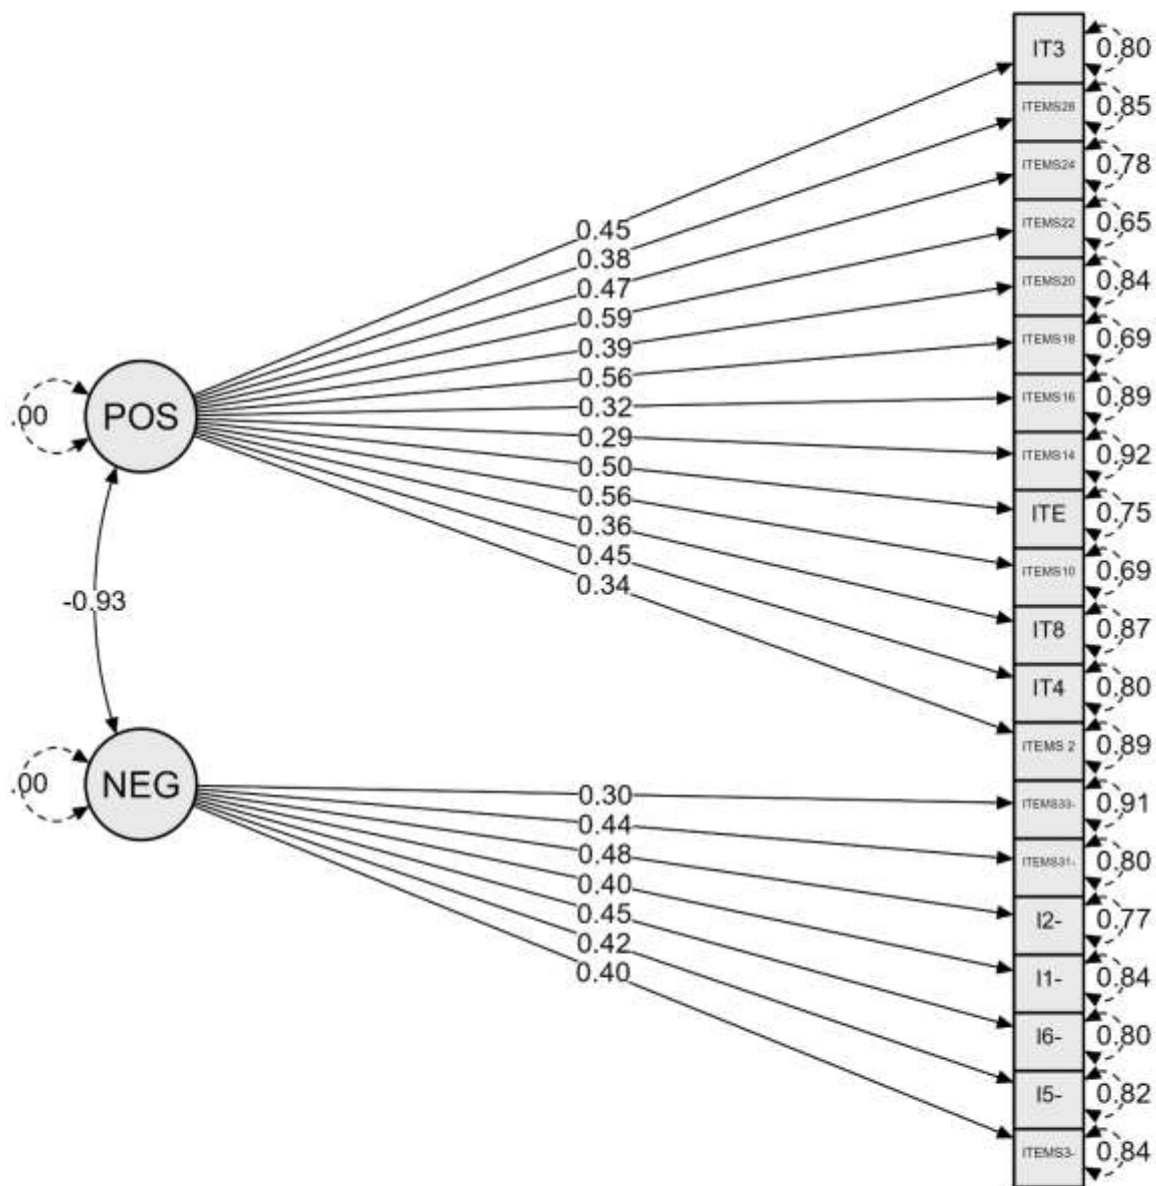 IT3 0.80
ITEMS28 0.85
ITEMS24 0.78
ITEMS22 0.65
ITEMS20 0.84
ITEMS18 0.69
ITEMS16 0.89
ITEMS14 0.92
ITE 0.75
ITEMS10 0.69
IT8 0.87
IT4 0.80
ITEMS 2 0.89
ITEMS33- 0.91
ITEMS31- 0.80
I2- 0.77
I1- 0.84
I6- 0.80
I5- 0.82
ITEMS3- 0.84
0.45
0.38
0.47
0.59
0.39
0.56
0.32
0.29
0.50
0.56
0.36
0.45
0.34
.00 POS
-0.93
.00 NEG
0.30
0.44
0.48
0.40
0.45
0.42
0.40